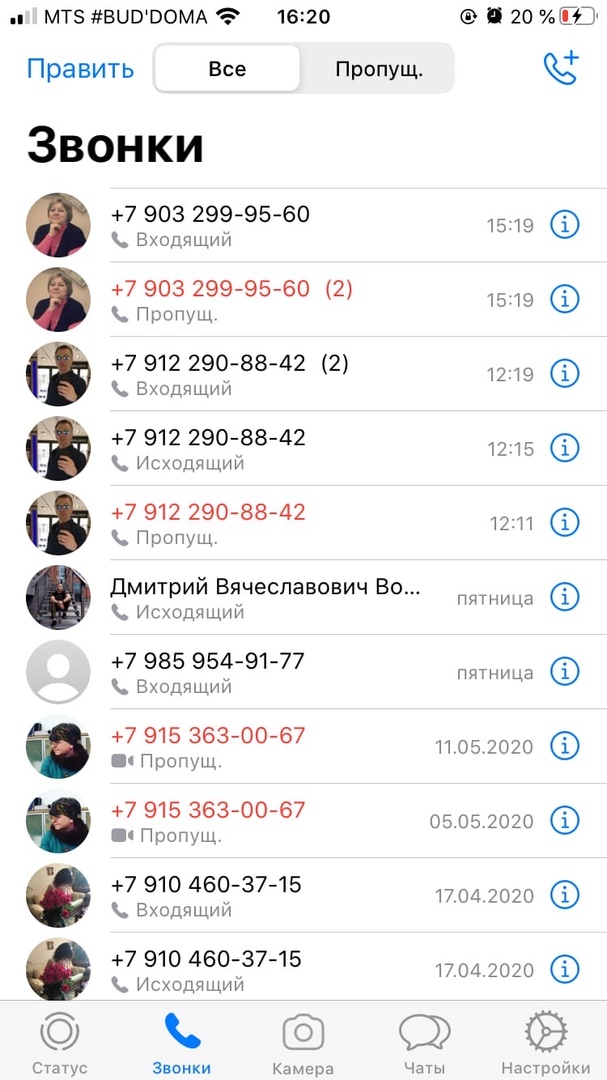 MTS #BUD'DOMA 16:20 20 %
Править Все Пропущ.
Звонки
+7 903 299-95-60 15:19
Входящий
+7 903 299-95-60 (2) 15:19
Пропущ.
+7 912 290-88-42 (2) 12:19
Входящий
+7 912 290-88-42 12:15
Исходящий
+7 912 290-88-42 12:11
Пропущ.
Дмитрий Вячеславович Во... пятница
Исходящий
+7 985 954-91-77 пятница
Входящий
+7 915 363-00-67 11.05.2020
Пропущ.
+7 915 363-00-67 05.05.2020
Пропущ.
+7 910 460-37-15 17.04.2020
Входящий
+7 910 460-37-15 17.04.2020
Исходящий
Статус Звонки Камера Чаты Настройки